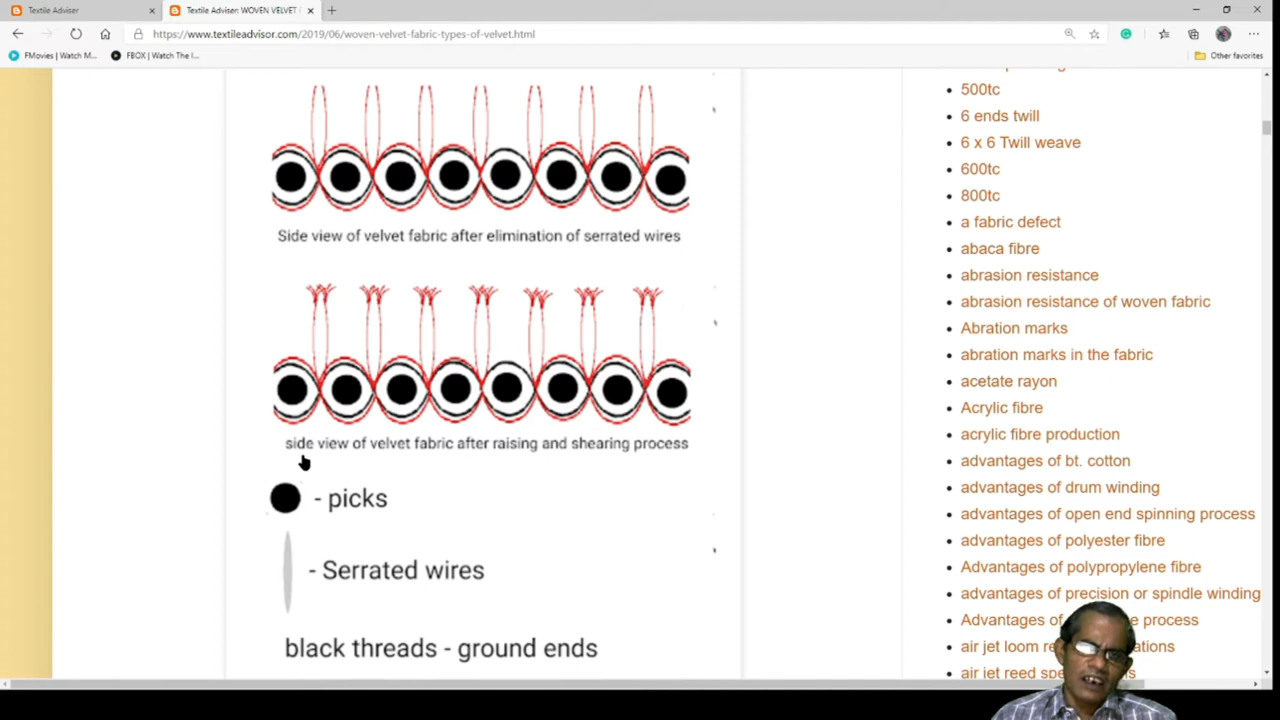 Textile Adviser
Textile Adviser: WOVEN VELVET F
https://www.textileadvisor.com/2019/06/woven-velvet-fabric-types-of-velvet.html
FMovies | Watch M...
FBOX | Watch The I...
Other favorites
Side view of velvet fabric after elimination of serrated wires
side view of velvet fabric after raising and shearing process
- picks
- Serrated wires
black threads - ground ends
500tc
6 ends twill
6 x 6 Twill weave
600tc
800tc
a fabric defect
abaca fibre
abrasion resistance
abrasion resistance of woven fabric
Abration marks
abration marks in the fabric
acetate rayon
Acrylic fibre
acrylic fibre production
advantages of bt. cotton
advantages of drum winding
advantages of open end spinning process
advantages of polyester fibre
Advantages of polypropylene fibre
advantages of precision or spindle winding
Advantages of process
air jet loom
air jet reed